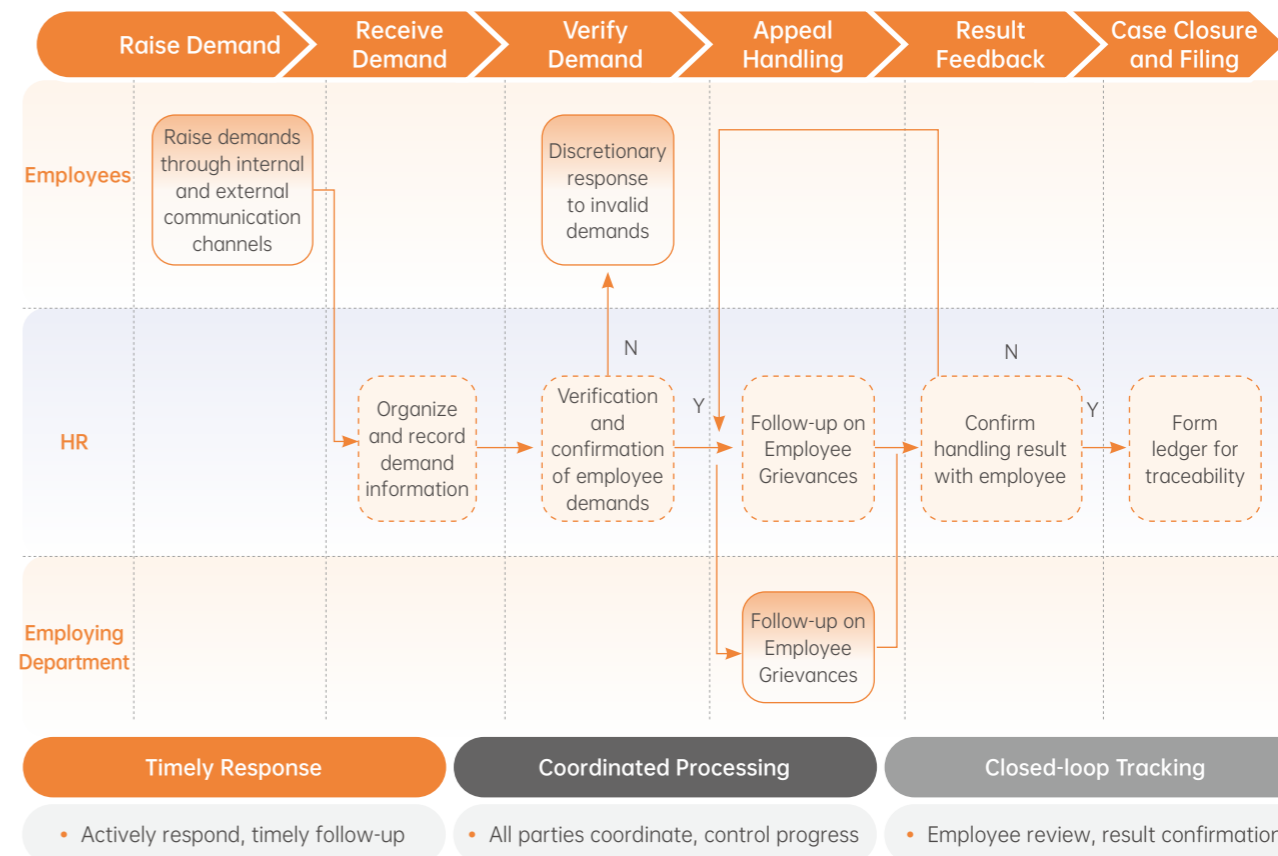 Raise Demand
Receive
Demand
Verify
Demand
Appeal
Handling
Result
Feedback
Case Closure
and Filing
Employees
Raise demands
through internal
and external
communication
channels
Discretionary
response
to invalid
demands
N
HR
Organize
and record
demand
information
Verification
and
confirmation
of employee
demands
Y
Follow-up on
Employee
Grievances
N
Confirm
handling result
with employee
Y
Form
ledger for
traceability
Employing
Department
Follow-up on
Employee
Grievances
Timely Response
Coordinated Processing
Closed-loop Tracking
• Actively respond, timely follow-up
• All parties coordinate, control progress
• Employee review, result confirmation